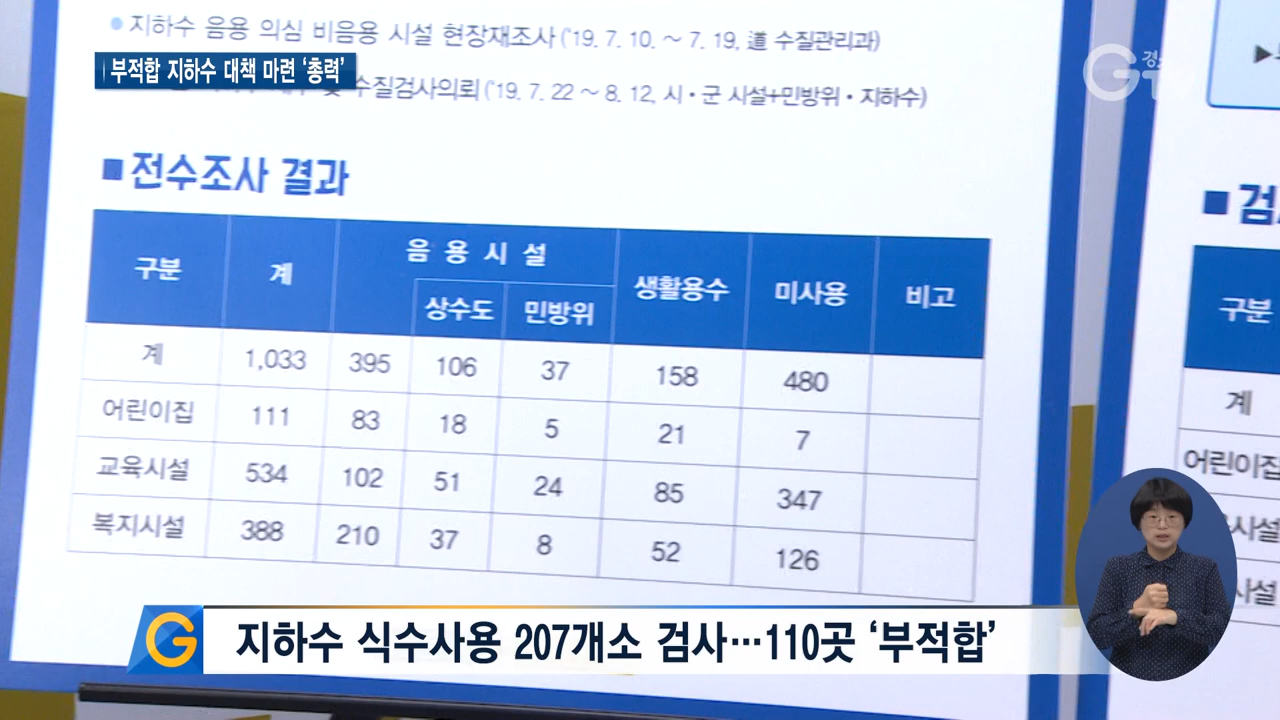 지하수 음용 의심 비음용 시설 현장재조사('19. 7. 10. ~ 7. 19, 道 수질관리과)
부적합 지하수 대책 마련 '총력'
수질검사의뢰('19. 7. 22 ~ 8. 12, 시·군 시설+민방위·지하수)
■ 전수조사 결과
구분 계 음용시설 생활용수 미사용 비고
상수도 민방위
계 1,033 395 106 37 158 480
어린이집 111 83 18 5 21 7
교육시설 534 102 51 24 85 347
복지시설 388 210 37 8 52 126
구분
계
어린이집
지하수 식수사용 207개소 검사…110곳 '부적합'